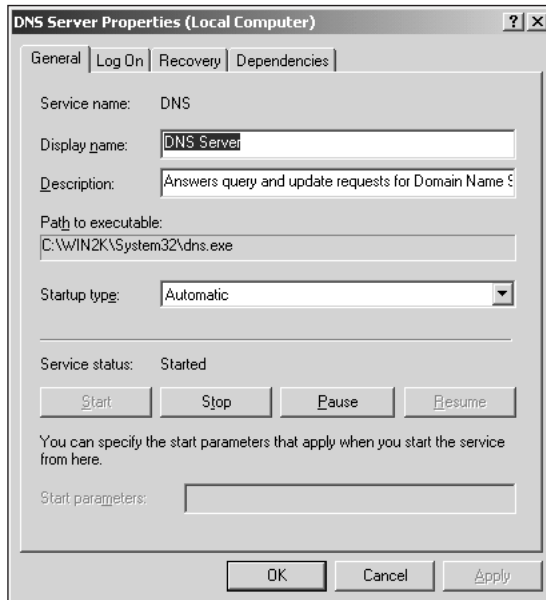 DNS Server Properties (Local Computer)
General Log On Recovery Dependencies
Service name: DNS
Display name: DNS Server
Description: Answers query and update requests for Domain Name
Path to executable:
C:\WIN2K\System32\dns.exe
Startup type: Automatic
Service status: Started
Start Stop Pause Resume
You can specify the start parameters that apply when you start the service
from here.
Start parameters:
OK Cancel Apply